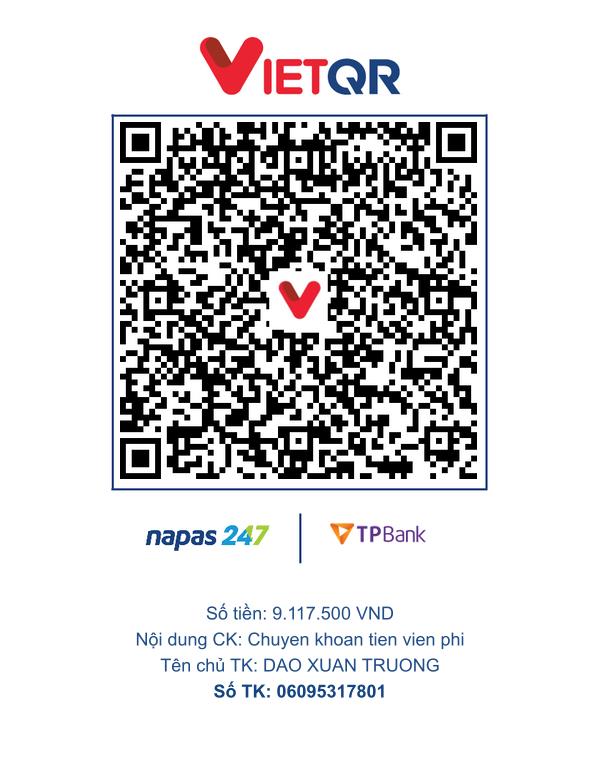 VIETQR
napas 247
TPBank
Số tiền: 9.117.500 VND
Nội dung CK: Chuyen khoan tien vien phi
Tên chủ TK: DAO XUAN TRUONG
Số TK: 06095317801